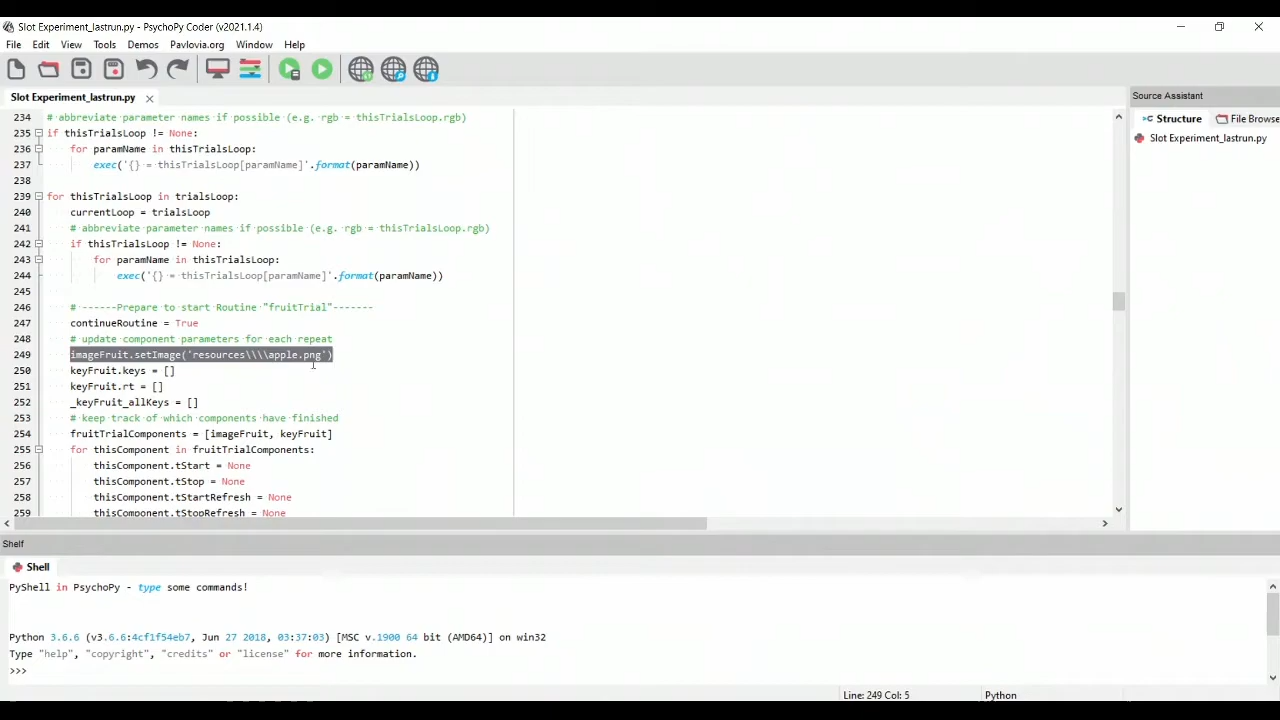 Slot Experiment_lastrun.py - PsychoPy Coder (v2021.1.4)
File Edit View Tools Demos Pavlovia.org Window Help
Slot Experiment_lastrun.py
Source Assistant
Structure File Browse
Slot Experiment_lastrun.py
234 # abbreviate parameter names if possible (e.g. rgb = thisTrialsLoop.rgb)
235 if thisTrialsLoop != None:
236 for paramName in thisTrialsLoop:
237 exec('{} = thisTrialsLoop[paramName]'.format(paramName))
238
239 for thisTrialsLoop in trialsLoop:
240 currentLoop = trialsLoop
241 # abbreviate parameter names if possible (e.g. rgb = thisTrialsLoop.rgb)
242 if thisTrialsLoop != None:
243 for paramName in thisTrialsLoop:
244 exec('{} = thisTrialsLoop[paramName]'.format(paramName))
245
246 # ------Prepare to start Routine "fruitTrial"-------
247 continueRoutine = True
248 # update component parameters for each repeat
249 imageFruit.setImage('resources\\\\apple.png')
250 keyFruit.keys = []
251 keyFruit.rt = []
252 _keyFruit_allKeys = []
253 # keep track of which components have finished
254 fruitTrialComponents = [imageFruit, keyFruit]
255 for thisComponent in fruitTrialComponents:
256 thisComponent.tStart = None
257 thisComponent.tStop = None
258 thisComponent.tStartRefresh = None
259 thisComponent.tStopRefresh = None
Shelf
Shell
PyShell in PsychoPy - type some commands!
Python 3.6.6 (v3.6.6:4cf1f54eb7, Jun 27 2018, 03:37:03) [MSC v.1900 64 bit (AMD64)] on win32
Type "help", "copyright", "credits" or "license" for more information.
>>>
Line: 249 Col: 5 Python